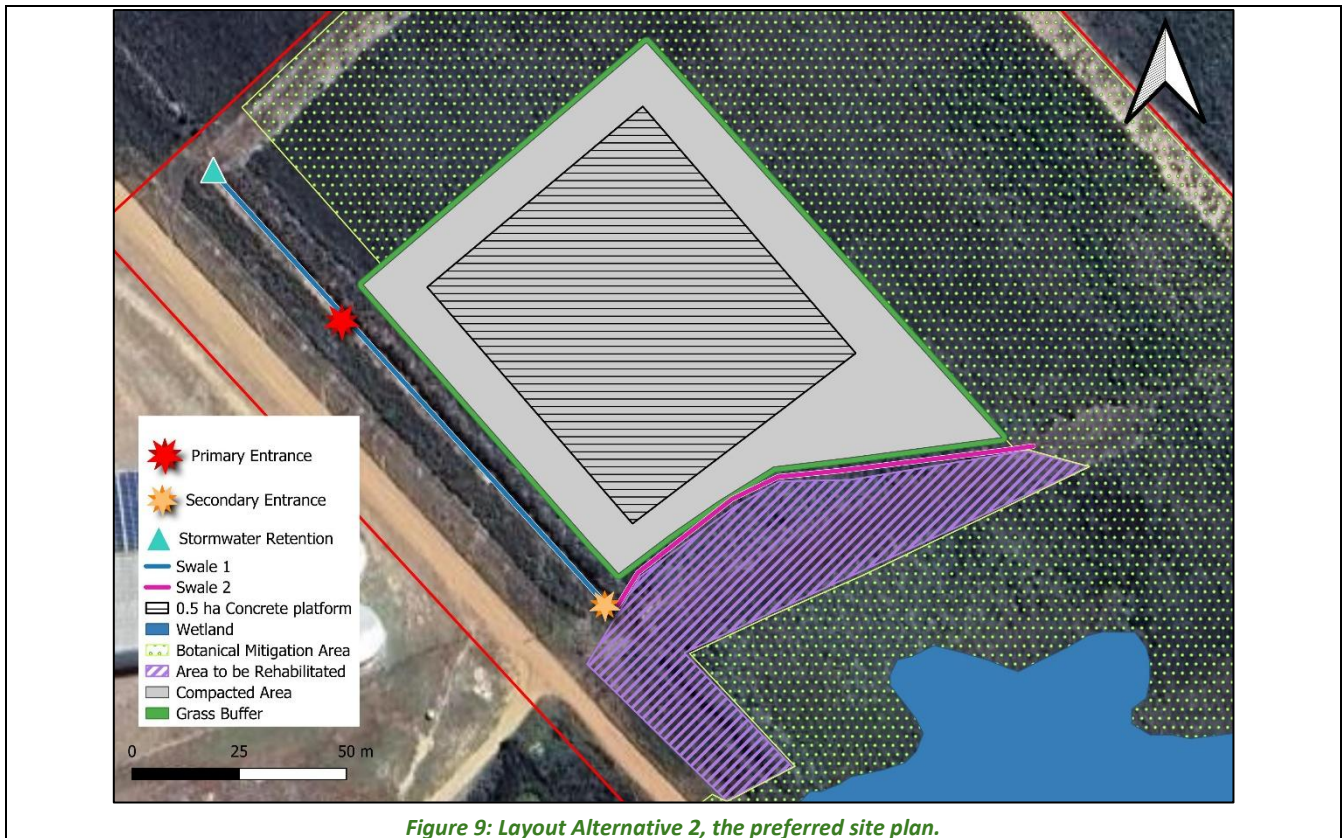 Primary Entrance
Secondary Entrance
Stormwater Retention
Swale 1
Swale 2
0.5 ha Concrete platform
Wetland
Botanical Mitigation Area
Area to be Rehabilitated
Compacted Area
Grass Buffer
0 25 50 m
Figure 9: Layout Alternative 2, the preferred site plan.